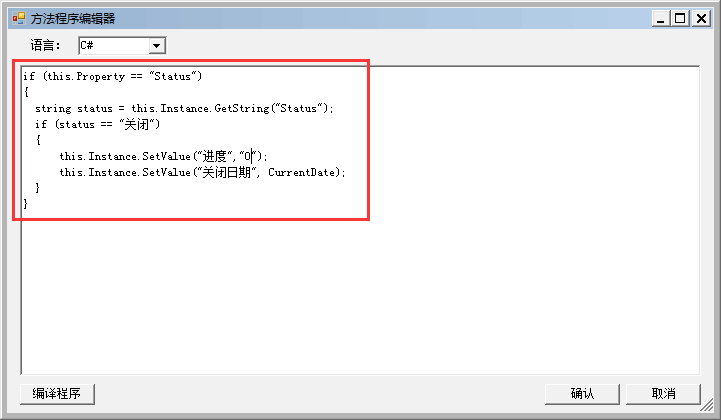 方法程序编辑器
语言： C#
if (this.Property == "Status")
{
string status = this.Instance.GetString("Status");
if (status == "关闭")
{
this.Instance.SetValue("进度","0");
this.Instance.SetValue("关闭日期", CurrentDate);
}
}
编译程序 确认 取消